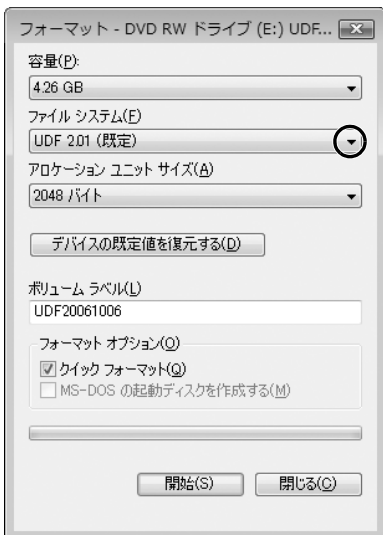 フォーマット - DVD RW ドライブ (E:) UDF...
容量(P):
4.26 GB
ファイル システム(F)
UDF 2.01 (既定)
アロケーション ユニット サイズ(A)
2048 バイト
デバイスの既定値を復元する(D)
ボリューム ラベル(L)
UDF20061006
フォーマット オプション(O)
クイック フォーマット(Q)
MS-DOS の起動ディスクを作成する(M)
開始(S)
閉じる(C)